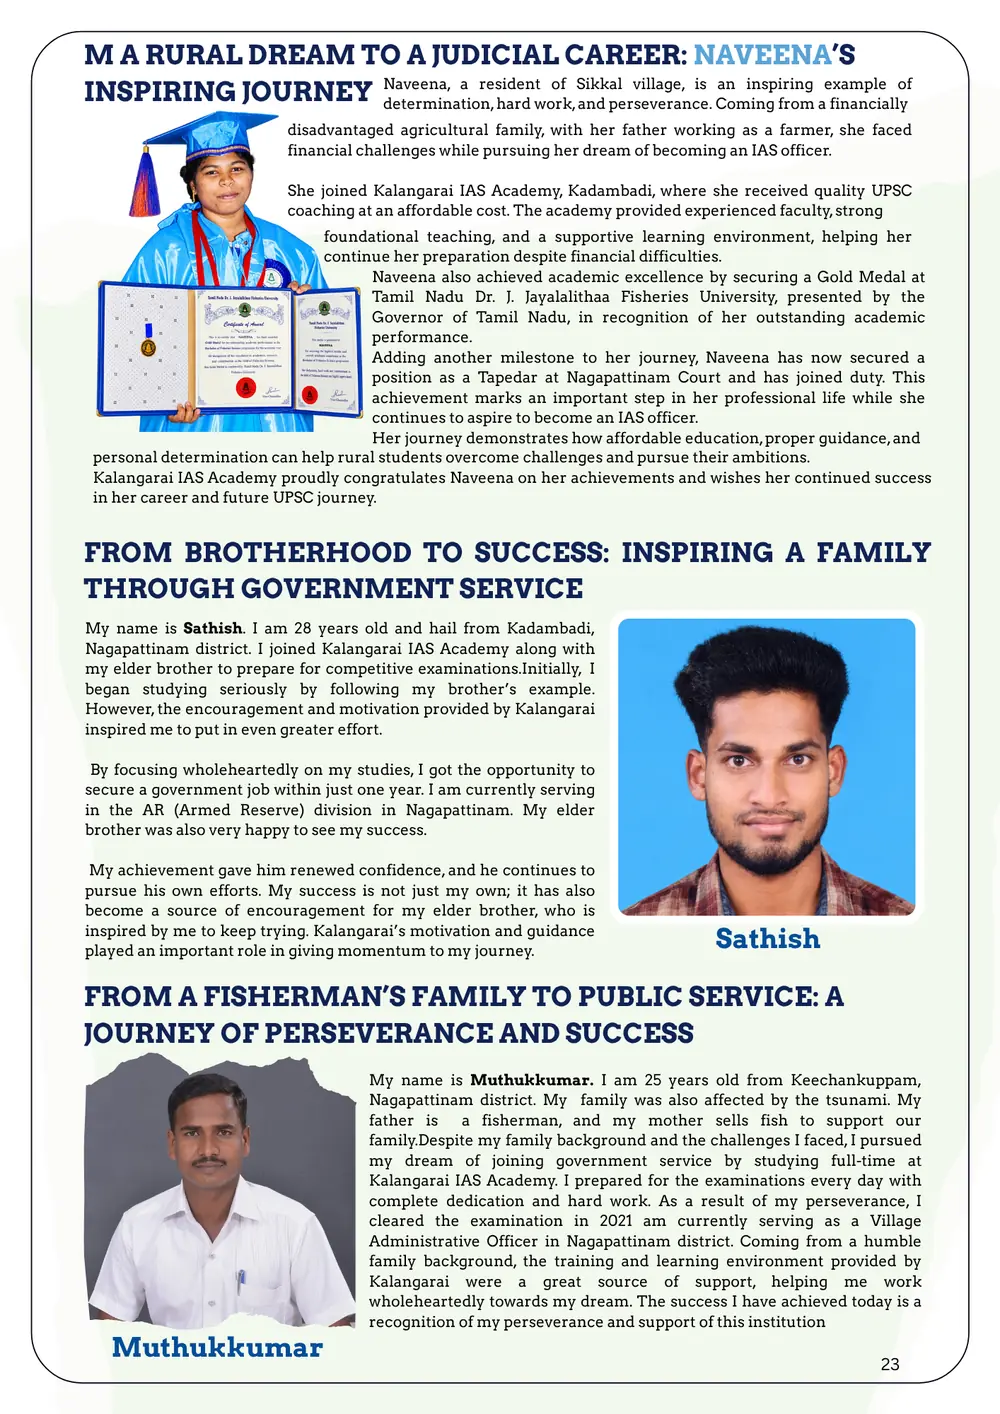 M A RURAL DREAM TO A JUDICIAL CAREER: NAVEENA'S
INSPIRING JOURNEY
Naveena, a resident of Sikkal village, is an inspiring example of
determination, hard work, and perseverance. Coming from a financially
disadvantaged agricultural family, with her father working as a farmer, she faced
financial challenges while pursuing her dream of becoming an IAS officer.
She joined Kalangarai IAS Academy, Kadambadi, where she received quality UPSC
coaching at an affordable cost. The academy provided experienced faculty, strong
foundational teaching, and a supportive learning environment, helping her
continue her preparation despite financial difficulties.
Naveena also achieved academic excellence by securing a Gold Medal at
Tamil Nadu Dr. J. Jayalalithaa Fisheries University, presented by the
Governor of Tamil Nadu, in recognition of her outstanding academic
performance.
Adding another milestone to her journey, Naveena has now secured a
position as a Tapedar at Nagapattinam Court and has joined duty. This
achievement marks an important step in her professional life while she
continues to aspire to become an IAS officer.
Her journey demonstrates how affordable education, proper guidance, and
personal determination can help rural students overcome challenges and pursue their ambitions.
Kalangarai IAS Academy proudly congratulates Naveena on her achievements and wishes her continued success
in her career and future UPSC journey.
Tamil Nadu Dr. J. Jayalalithaa Fisheries University
Certificate of Award
FROM BROTHERHOOD TO SUCCESS: INSPIRING A FAMILY
THROUGH GOVERNMENT SERVICE
My name is Sathish. I am 28 years old and hail from Kadambadi,
Nagapattinam district. I joined Kalangarai IAS Academy along with
my elder brother to prepare for competitive examinations.Initially, I
began studying seriously by following my brother's example.
However, the encouragement and motivation provided by Kalangarai
inspired me to put in even greater effort.
By focusing wholeheartedly on my studies, I got the opportunity to
secure a government job within just one year. I am currently serving
in the AR (Armed Reserve) division in Nagapattinam. My elder
brother was also very happy to see my success.
My achievement gave him renewed confidence, and he continues to
pursue his own efforts. My success is not just my own; it has also
become a source of encouragement for my elder brother, who is
inspired by me to keep trying. Kalangarai's motivation and guidance
played an important role in giving momentum to my journey.
Sathish
FROM A FISHERMAN'S FAMILY TO PUBLIC SERVICE: A
JOURNEY OF PERSEVERANCE AND SUCCESS
My name is Muthukkumar. I am 25 years old from Keechankuppam,
Nagapattinam district. My family was also affected by the tsunami. My
father is a fisherman, and my mother sells fish to support our
family.Despite my family background and the challenges I faced, I pursued
my dream of joining government service by studying full-time at
Kalangarai IAS Academy. I prepared for the examinations every day with
complete dedication and hard work. As a result of my perseverance, I
cleared the examination in 2021 am currently serving as a Village
Administrative Officer in Nagapattinam district. Coming from a humble
family background, the training and learning environment provided by
Kalangarai were a great source of support, helping me work
wholeheartedly towards my dream. The success I have achieved today is a
recognition of my perseverance and support of this institution
Muthukkumar
23